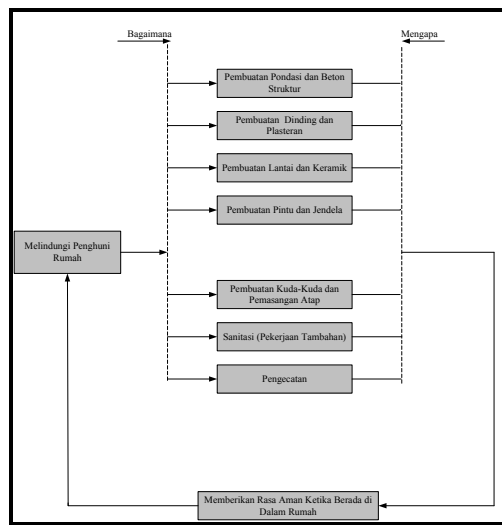 Bagaimana
Mengapa
Pembuatan Pondasi dan Beton
Struktur
Pembuatan Dinding dan
Plasteran
Pembuatan Lantai dan Keramik
Pembuatan Pintu dan Jendela
Melindungi Penghuni
Rumah
Pembuatan Kuda-Kuda dan
Pemasangan Atap
Sanitasi (Pekerjaan Tambahan)
Pengecatan
Memberikan Rasa Aman Ketika Berada di
Dalam Rumah